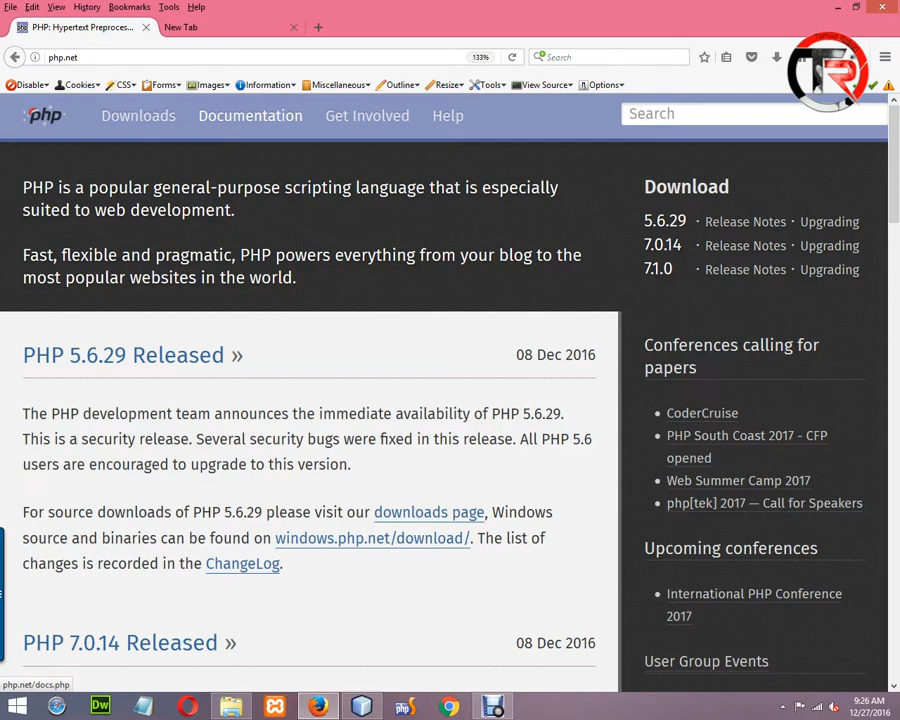 File Edit View History Bookmarks Tools Help
PHP: Hypertext Preproces... New Tab
php.net 133% Search
Disable Cookies CSS Forms Images Information Miscellaneous Outline Resize Tools View Source Options
php Downloads Documentation Get Involved Help Search
PHP is a popular general-purpose scripting language that is especially
suited to web development.
Fast, flexible and pragmatic, PHP powers everything from your blog to the
most popular websites in the world.
Download
5.6.29 · Release Notes · Upgrading
7.0.14 · Release Notes · Upgrading
7.1.0 · Release Notes · Upgrading
PHP 5.6.29 Released » 08 Dec 2016
The PHP development team announces the immediate availability of PHP 5.6.29.
This is a security release. Several security bugs were fixed in this release. All PHP 5.6
users are encouraged to upgrade to this version.
For source downloads of PHP 5.6.29 please visit our downloads page, Windows
source and binaries can be found on windows.php.net/download/. The list of
changes is recorded in the ChangeLog.
PHP 7.0.14 Released » 08 Dec 2016
Conferences calling for
papers
CoderCruise
PHP South Coast 2017 - CFP
opened
Web Summer Camp 2017
php[tek] 2017 — Call for Speakers
Upcoming conferences
International PHP Conference
2017
User Group Events
php.net/docs.php
Dw
9:26 AM
12/27/2016